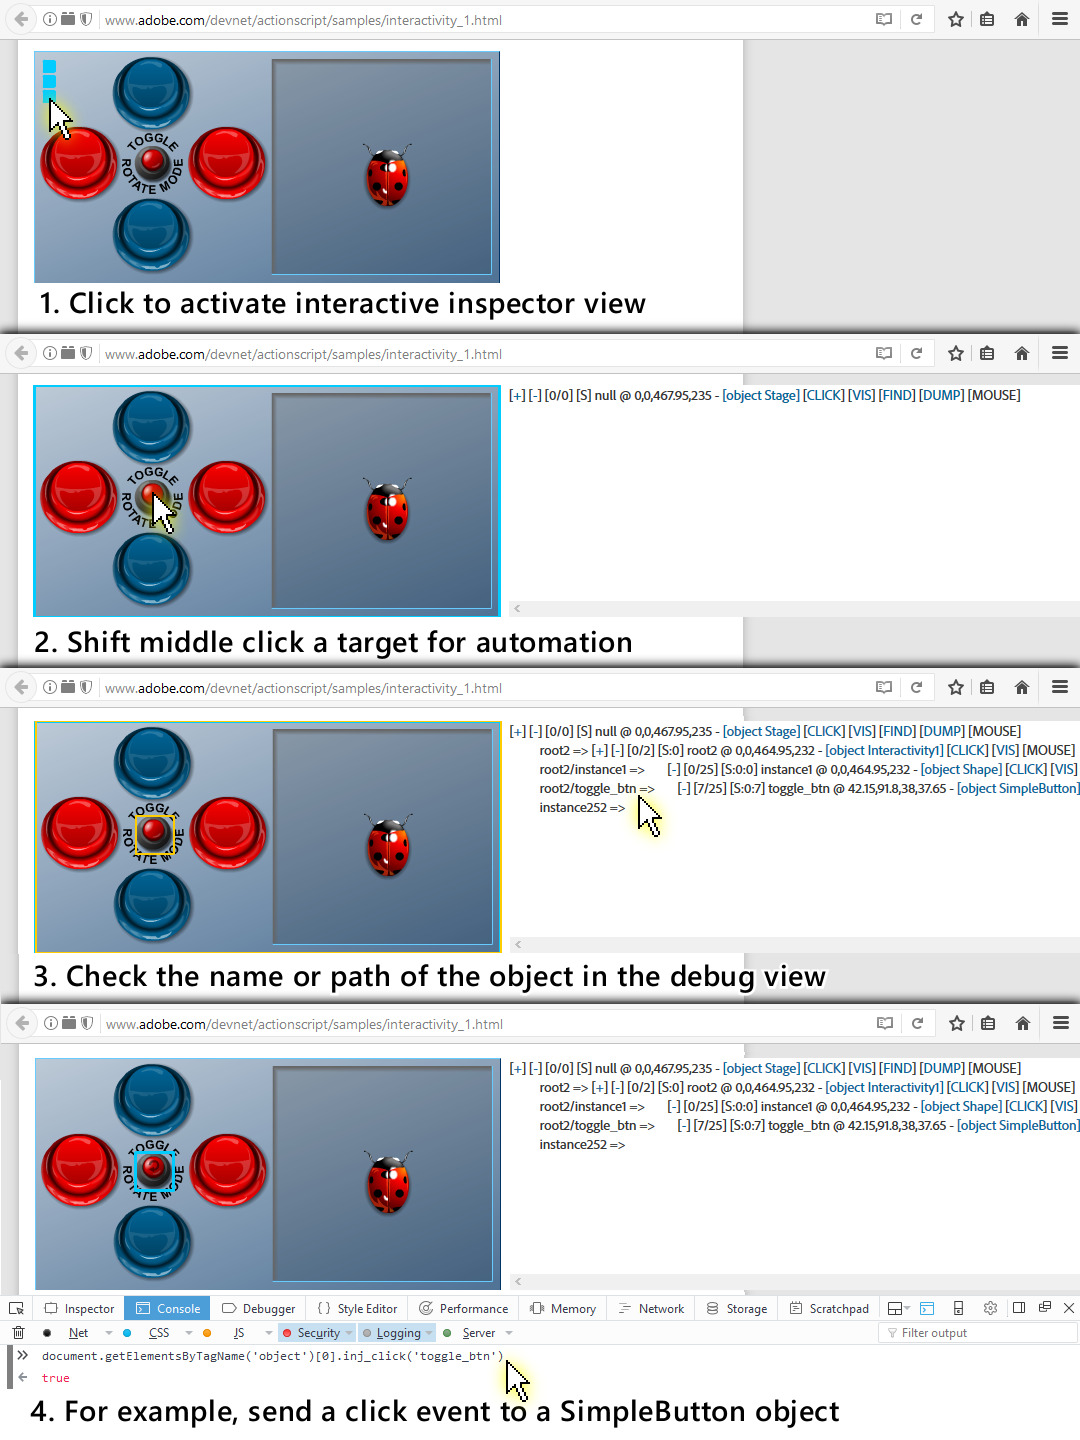 www.adobe.com/devnet/actionscript/samples/interactivity_1.html
TOGGLE
ROTATE MODE
1. Click to activate interactive inspector view
www.adobe.com/devnet/actionscript/samples/interactivity_1.html
[+] [-] [0/0] [S] null @ 0,0,467.95,235 - [object Stage] [CLICK] [VIS] [FIND] [DUMP] [MOUSE]
TOGGLE
ROTATE MODE
2. Shift middle click a target for automation
www.adobe.com/devnet/actionscript/samples/interactivity_1.html
[+] [-] [0/0] [S] null @ 0,0,467.95,235 - [object Stage] [CLICK] [VIS] [FIND] [DUMP] [MOUSE]
root2 => [+] [-] [0/2] [S:0] root2 @ 0,0,464.95,232 - [object Interactivity1] [CLICK] [VIS] [MOUSE]
root2/instance1 => [-] [0/25] [S:0:0] instance1 @ 0,0,464.95,232 - [object Shape] [CLICK] [VIS]
root2/toggle_btn => [-] [7/25] [S:0:7] toggle_btn @ 42.15,91.8,38,37.65 - [object SimpleButton]
instance252 =>
TOGGLE
ROTATE MODE
3. Check the name or path of the object in the debug view
www.adobe.com/devnet/actionscript/samples/interactivity_1.html
[+] [-] [0/0] [S] null @ 0,0,467.95,235 - [object Stage] [CLICK] [VIS] [FIND] [DUMP] [MOUSE]
root2 => [+] [-] [0/2] [S:0] root2 @ 0,0,464.95,232 - [object Interactivity1] [CLICK] [VIS] [MOUSE]
root2/instance1 => [-] [0/25] [S:0:0] instance1 @ 0,0,464.95,232 - [object Shape] [CLICK] [VIS]
root2/toggle_btn => [-] [7/25] [S:0:7] toggle_btn @ 42.15,91.8,38,37.65 - [object SimpleButton]
instance252 =>
TOGGLE
ROTATE MODE
Inspector Console Debugger Style Editor Performance Memory Network Storage Scratchpad
Net CSS JS Security Logging Server Filter output
document.getElementsByTagName('object')[0].inj_click('toggle_btn')
true
4. For example, send a click event to a SimpleButton object